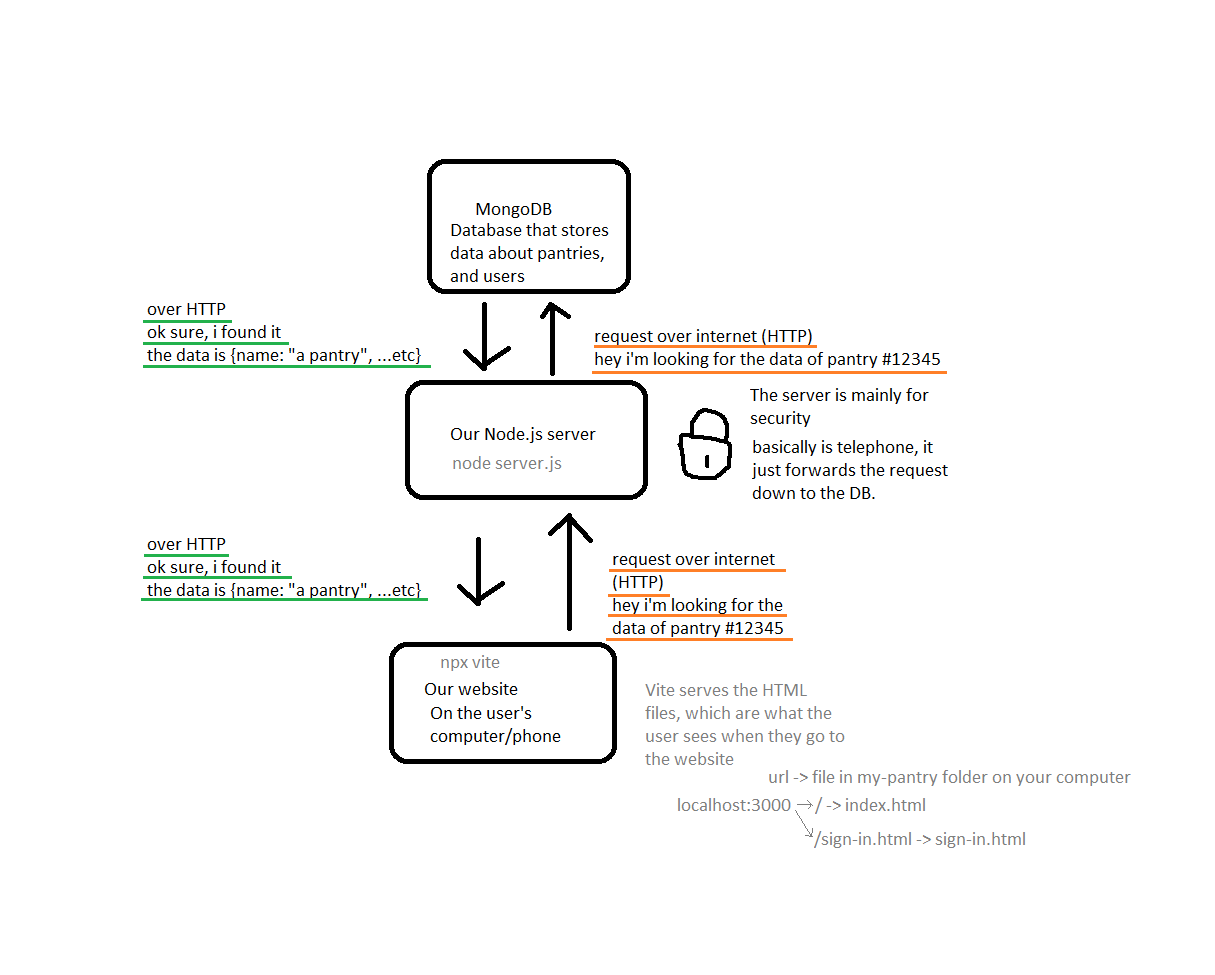 MongoDB
Database that stores
data about pantries,
and users
over HTTP
ok sure, i found it
the data is {name: "a pantry", ...etc}
request over internet (HTTP)
hey i'm looking for the data of pantry #12345
Our Node.js server
node server.js
The server is mainly for
security
basically is telephone, it
just forwards the request
down to the DB.
over HTTP
ok sure, i found it
the data is {name: "a pantry", ...etc}
request over internet
(HTTP)
hey i'm looking for the
data of pantry #12345
npx vite
Our website
On the user's
computer/phone
Vite serves the HTML
files, which are what the
user sees when they go to
the website
url -> file in my-pantry folder on your computer
localhost:3000 → / -> index.html
/sign-in.html -> sign-in.html